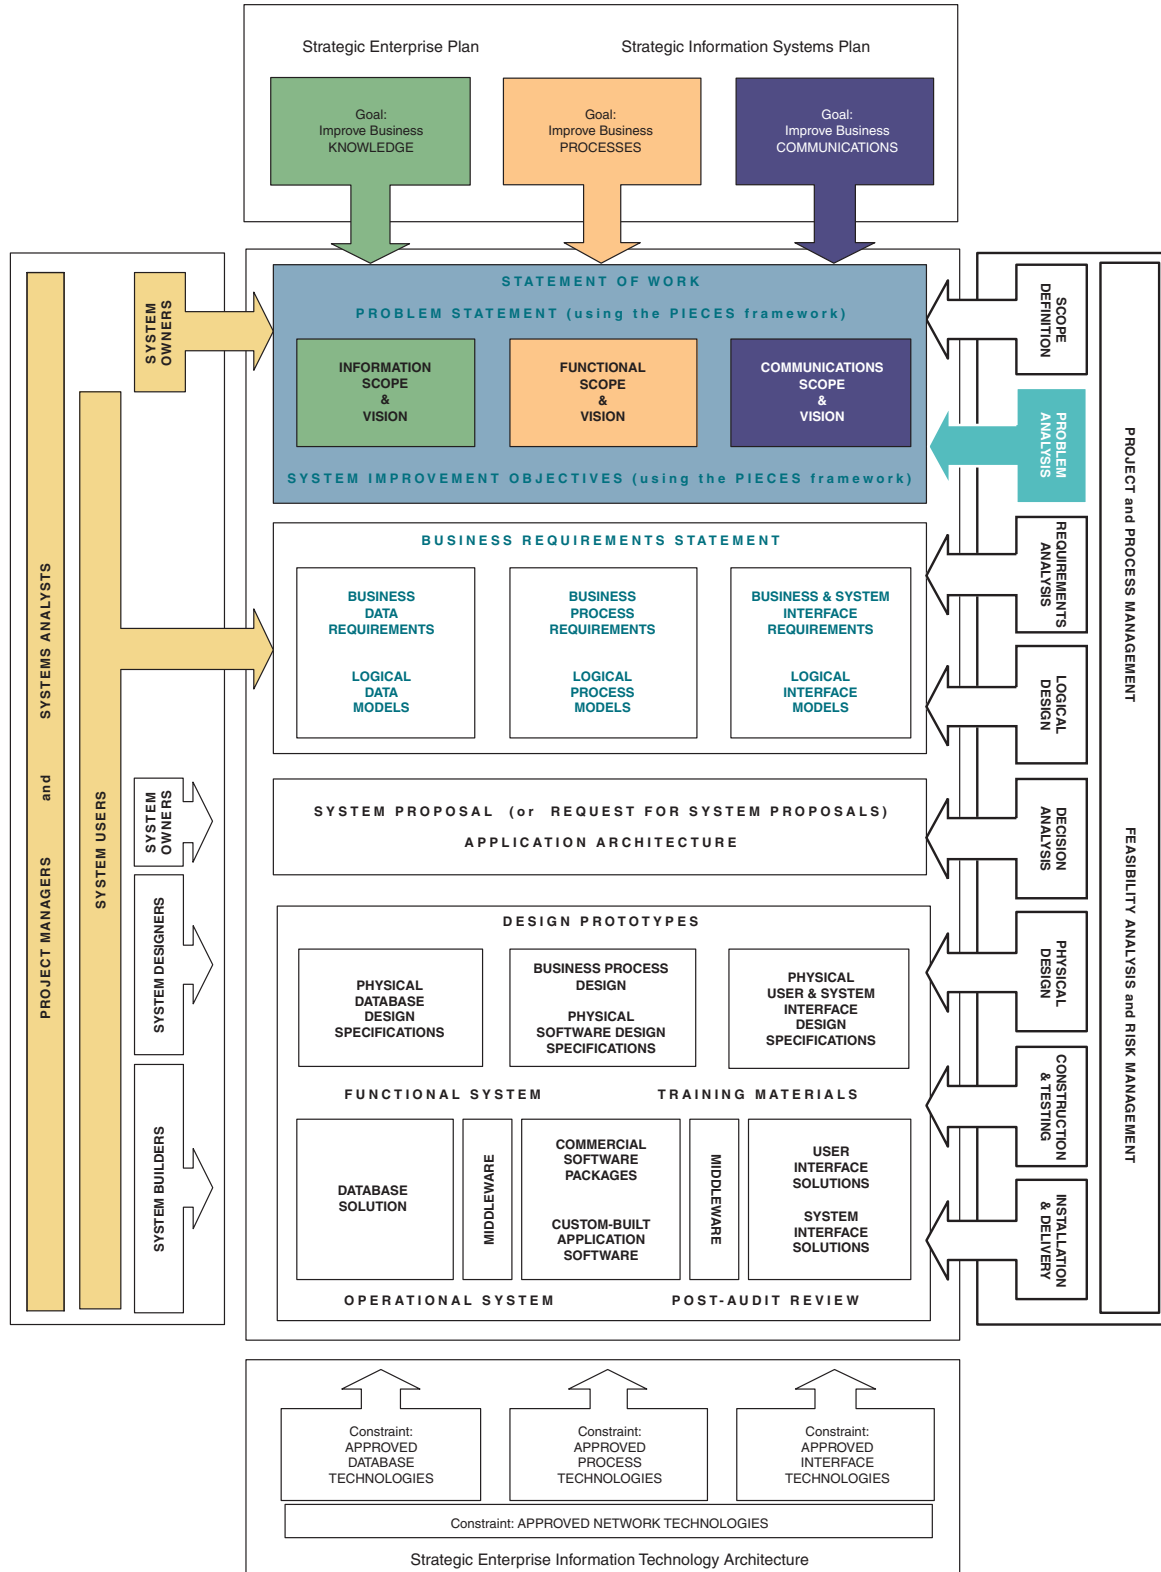 Strategic Enterprise Plan
Strategic Information Systems Plan
Goal:
Improve Business
KNOWLEDGE
Goal:
Improve Business
PROCESSES
Goal:
Improve Business
COMMUNICATIONS
PROJECT MANAGERS and SYSTEMS ANALYSTS
SYSTEM USERS
SYSTEM
OWNERS
SYSTEM
OWNERS
SYSTEM DESIGNERS
SYSTEM BUILDERS
STATEMENT OF WORK
PROBLEM STATEMENT (using the PIECES framework)
INFORMATION
SCOPE
&
VISION
FUNCTIONAL
SCOPE
&
VISION
COMMUNICATIONS
SCOPE
&
VISION
SYSTEM IMPROVEMENT OBJECTIVES (using the PIECES framework)
BUSINESS REQUIREMENTS STATEMENT
BUSINESS
DATA
REQUIREMENTS
LOGICAL
DATA
MODELS
BUSINESS
PROCESS
REQUIREMENTS
LOGICAL
PROCESS
MODELS
BUSINESS & SYSTEM
INTERFACE
REQUIREMENTS
LOGICAL
INTERFACE
MODELS
SYSTEM PROPOSAL (or REQUEST FOR SYSTEM PROPOSALS)
APPLICATION ARCHITECTURE
DESIGN PROTOTYPES
PHYSICAL
DATABASE
DESIGN
SPECIFICATIONS
BUSINESS PROCESS
DESIGN
PHYSICAL
SOFTWARE DESIGN
SPECIFICATIONS
PHYSICAL
USER & SYSTEM
INTERFACE
DESIGN
SPECIFICATIONS
FUNCTIONAL SYSTEM
TRAINING MATERIALS
DATABASE
SOLUTION
MIDDLEWARE
COMMERCIAL
SOFTWARE
PACKAGES
CUSTOM-BUILT
APPLICATION
SOFTWARE
MIDDLEWARE
USER
INTERFACE
SOLUTIONS
SYSTEM
INTERFACE
SOLUTIONS
OPERATIONAL SYSTEM
POST-AUDIT REVIEW
SCOPE
DEFINITION
PROBLEM
ANALYSIS
REQUIREMENTS
ANALYSIS
LOGICAL
DESIGN
DECISION
ANALYSIS
PHYSICAL
DESIGN
CONSTRUCTION
& TESTING
INSTALLATION
& DELIVERY
PROJECT and PROCESS MANAGEMENT
FEASIBILITY ANALYSIS and RISK MANAGEMENT
Constraint:
APPROVED
DATABASE
TECHNOLOGIES
Constraint:
APPROVED
PROCESS
TECHNOLOGIES
Constraint:
APPROVED
INTERFACE
TECHNOLOGIES
Constraint: APPROVED NETWORK TECHNOLOGIES
Strategic Enterprise Information Technology Architecture